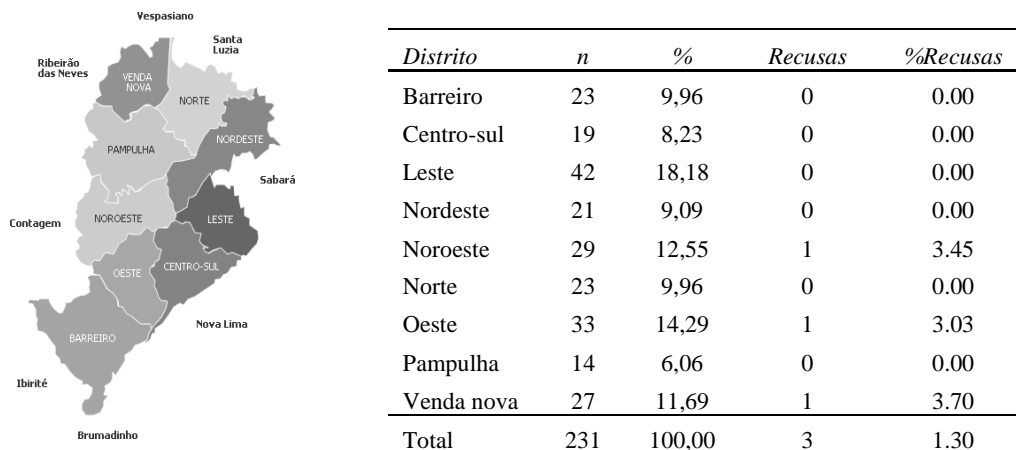 Vespasiano
Santa
Luzia
Ribeirão
das Neves
VENDA
NOVA
NORTE
NORDESTE
PAMPULHA
Sabará
Contagem
NOROESTE
LESTE
OESTE
CENTRO-SUL
Nova Lima
BARREIRO
Ibirité
Brumadinho
Distrito n % Recusas %Recusas
Barreiro 23 9,96 0 0.00
Centro-sul 19 8,23 0 0.00
Leste 42 18,18 0 0.00
Nordeste 21 9,09 0 0.00
Noroeste 29 12,55 1 3.45
Norte 23 9,96 0 0.00
Oeste 33 14,29 1 3.03
Pampulha 14 6,06 0 0.00
Venda nova 27 11,69 1 3.70
Total 231 100,00 3 1.30